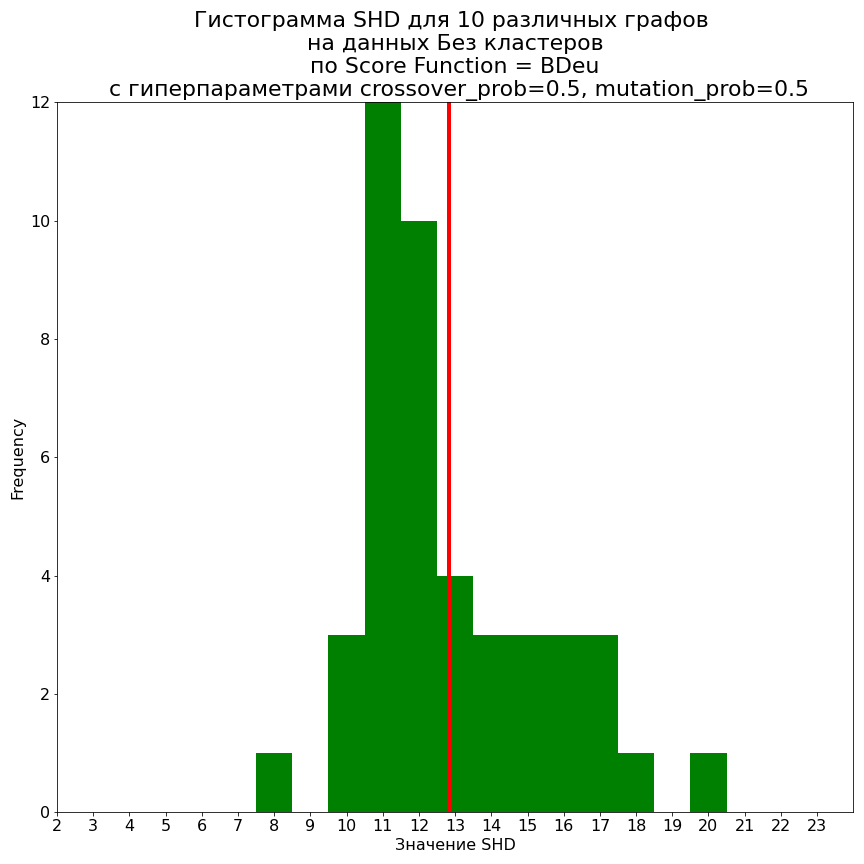 Гистограмма SHD для 10 различных графов
на данных Без кластеров
по Score Function = BDeu
с гиперпараметрами crossover_prob=0.5, mutation_prob=0.5
12
10
8
6
4
2
0
Frequency
2 3 4 5 6 7 8 9 10 11 12 13 14 15 16 17 18 19 20 21 22 23
Значение SHD